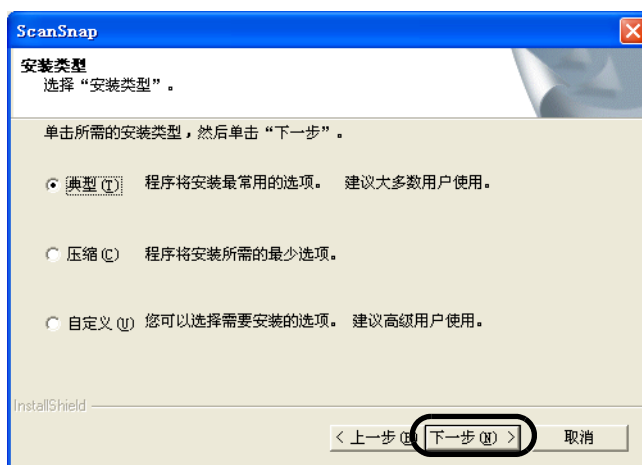 ScanSnap
安装类型
选择“安装类型”。
单击所需的安装类型，然后单击“下一步”。
典型(T) 程序将安装最常用的选项。 建议大多数用户使用。
压缩(C) 程序将安装所需的最少选项。
自定义(U) 您可以选择需要安装的选项。 建议高级用户使用。
InstallShield
< 上一步 下一步(N) > 取消